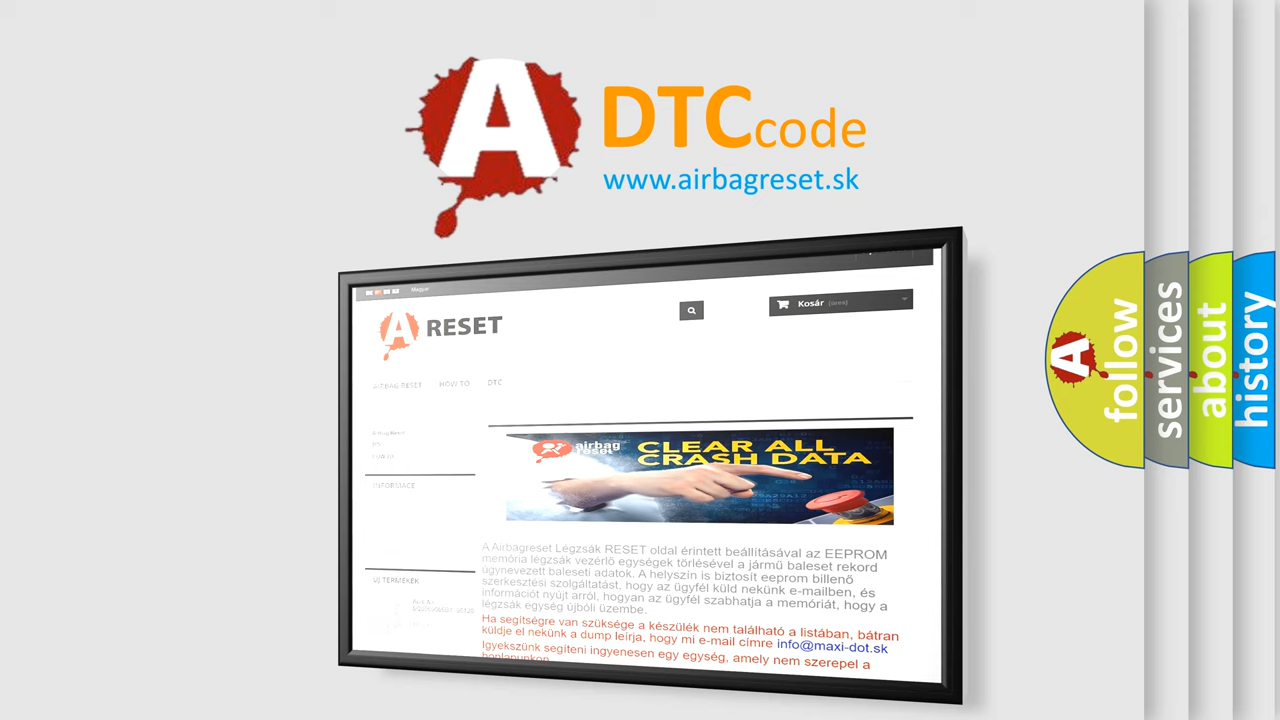 A DTCcode
www.airbagreset.sk
Magyar
Kosár (üres)
A RESET
AIRBAG RESET HOW TO DTC
INFORMACE
airbag
reset
CLEAR ALL
CRASH DATA
A Airbagreset Légzsák RESET oldal érintett beállításával az EEPROM
memória légzsák vezérlő egységek törlésével a jármű baleset rekord
úgynevezett baleseti adatok. A helyszín is biztosít eeprom billenő
szerkesztési szolgáltatást, hogy az ügyfél küld nekünk e-mailben, és
információt nyújt arról, hogyan az ügyfél szabhatja a memóriát, hogy a
légzsák egység újbóli üzembe.
Ha segítségre van szüksége a készülék nem található a listában, bátran
küldje el nekünk a dump leírja, hogy mi e-mail címre info@maxi-dot.sk
Igyekszünk segíteni ingyenesen egy egység, amely nem szerepel a
honlapunkon
ÚJ TERMÉKEK
A
follow
services
about
history